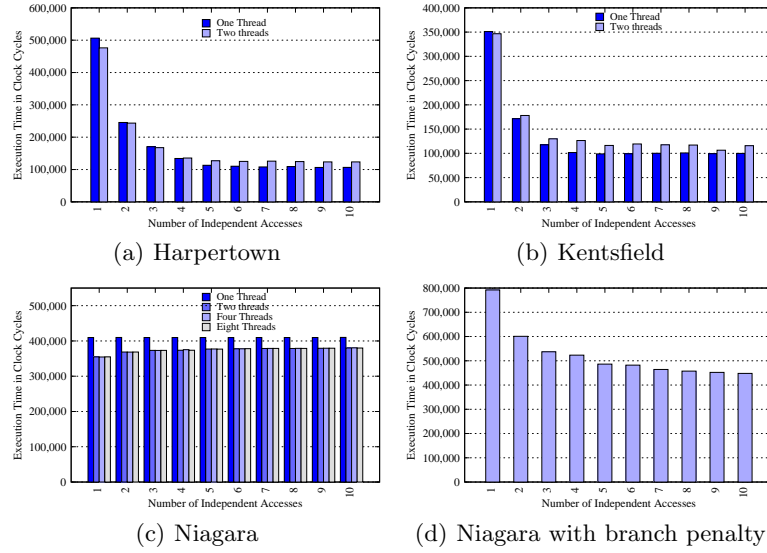 600,000
500,000
400,000
300,000
200,000
100,000
0
Execution Time in Clock Cycles
One Thread
Two threads
1 2 3 4 5 6 7 8 9 10
Number of Independent Accesses
(a) Harpertown
400,000
350,000
300,000
250,000
200,000
150,000
100,000
50,000
0
Execution Time in Clock Cycles
One Thread
Two threads
1 2 3 4 5 6 7 8 9 10
Number of Independent Accesses
(b) Kentsfield
500,000
400,000
300,000
200,000
100,000
0
Execution Time in Clock Cycles
One Thread
Two threads
Four Threads
Eight Threads
1 2 3 4 5 6 7 8 9 10
Number of Independent Accesses
(c) Niagara
800,000
700,000
600,000
500,000
400,000
300,000
200,000
100,000
0
Execution Time in Clock Cycles
1 2 3 4 5 6 7 8 9 10
Number of Independent Accesses
(d) Niagara with branch penalty